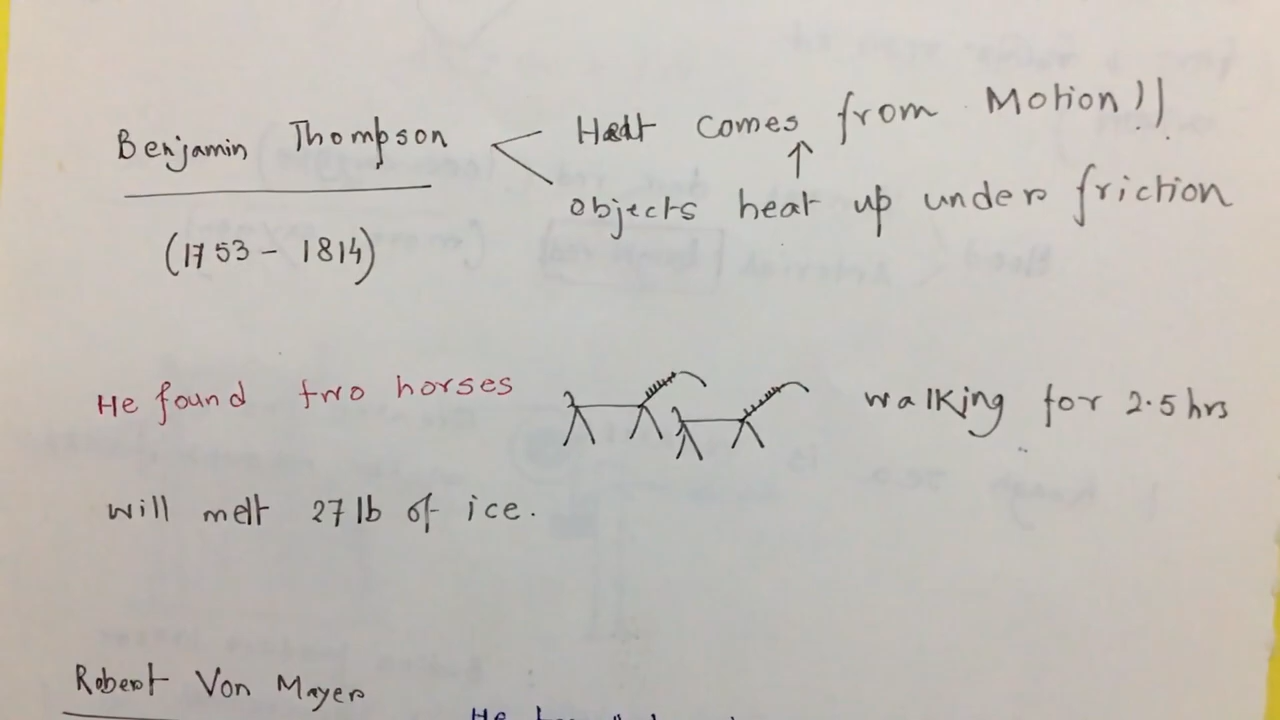 Benjamin Thompson < Heat comes from Motion!!
↑
objects heat up under friction
(1753 - 1814)
He found two horses walking for 2.5 hrs
will melt 27 lb of ice.
Robert Von Mayer
He